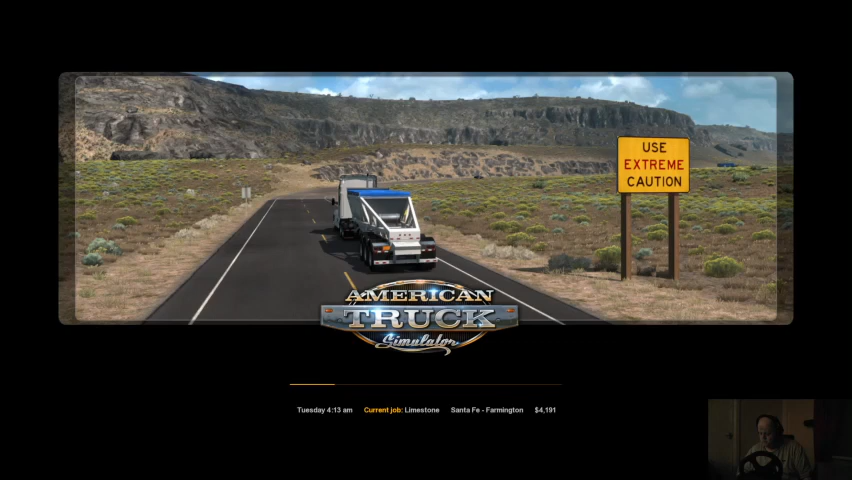 USE
EXTREME
CAUTION
AMERICAN
TRUCK
Simulator
Tuesday 4:13 am Current job: Limestone Santa Fe - Farmington $4,191